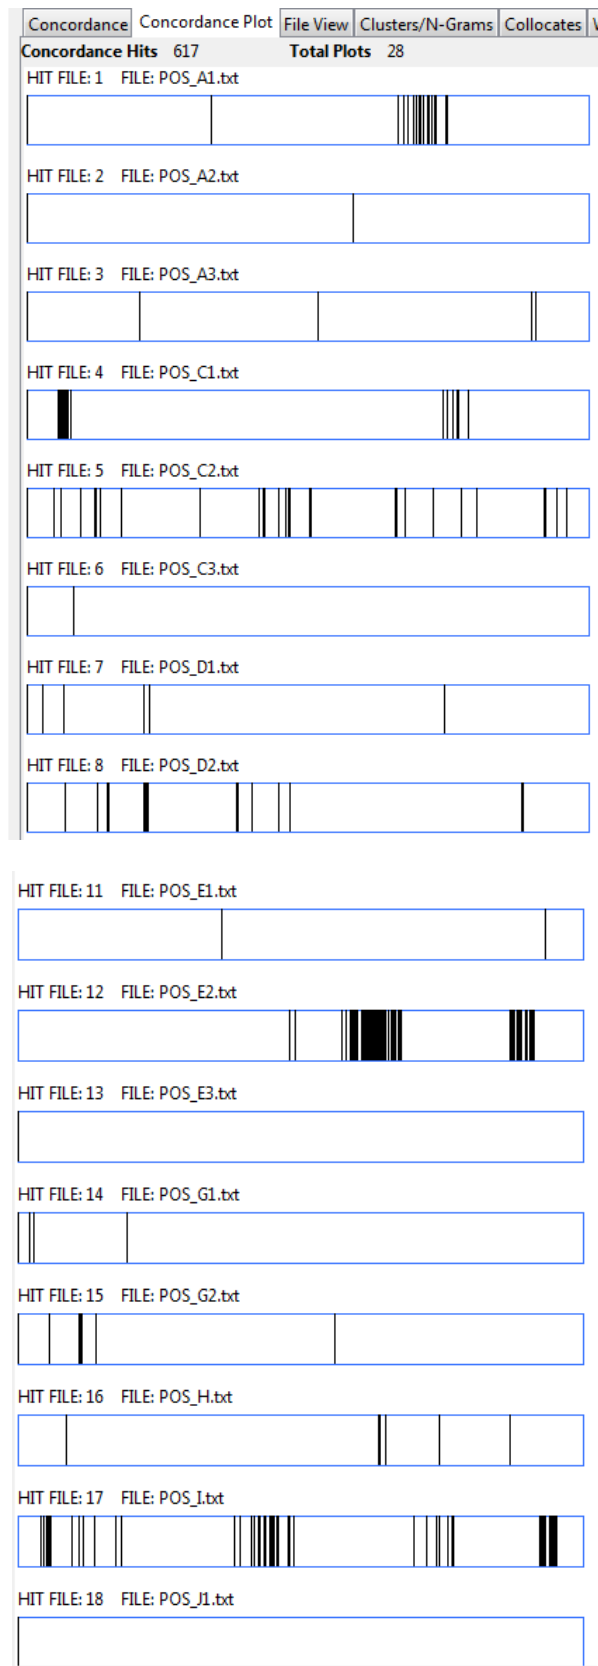 Concordance Concordance Plot File View Clusters/N-Grams Collocates
Concordance Hits 617 Total Plots 28
HIT FILE: 1 FILE: POS_A1.txt
HIT FILE: 2 FILE: POS_A2.txt
HIT FILE: 3 FILE: POS_A3.txt
HIT FILE: 4 FILE: POS_C1.txt
HIT FILE: 5 FILE: POS_C2.txt
HIT FILE: 6 FILE: POS_C3.txt
HIT FILE: 7 FILE: POS_D1.txt
HIT FILE: 8 FILE: POS_D2.txt
HIT FILE: 11 FILE: POS_E1.txt
HIT FILE: 12 FILE: POS_E2.txt
HIT FILE: 13 FILE: POS_E3.txt
HIT FILE: 14 FILE: POS_G1.txt
HIT FILE: 15 FILE: POS_G2.txt
HIT FILE: 16 FILE: POS_H.txt
HIT FILE: 17 FILE: POS_I.txt
HIT FILE: 18 FILE: POS_J1.txt